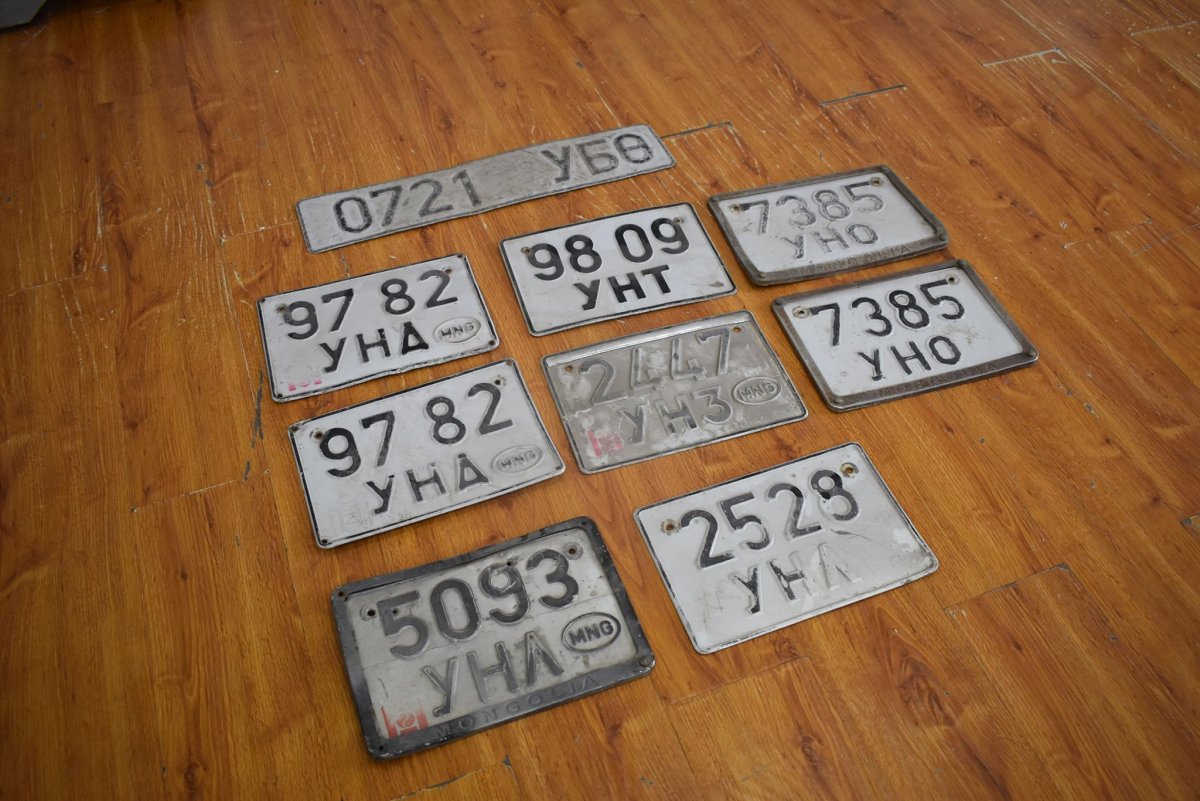 0721 УБӨ
98 09
УНТ
7385
УНО
97 82
УНД
MNG
2447
УНЗ
MNG
7385
УНО
97 82
УНД
MNG
2528
УНЛ
5093
УНЛ
MNG
MONGOLIA